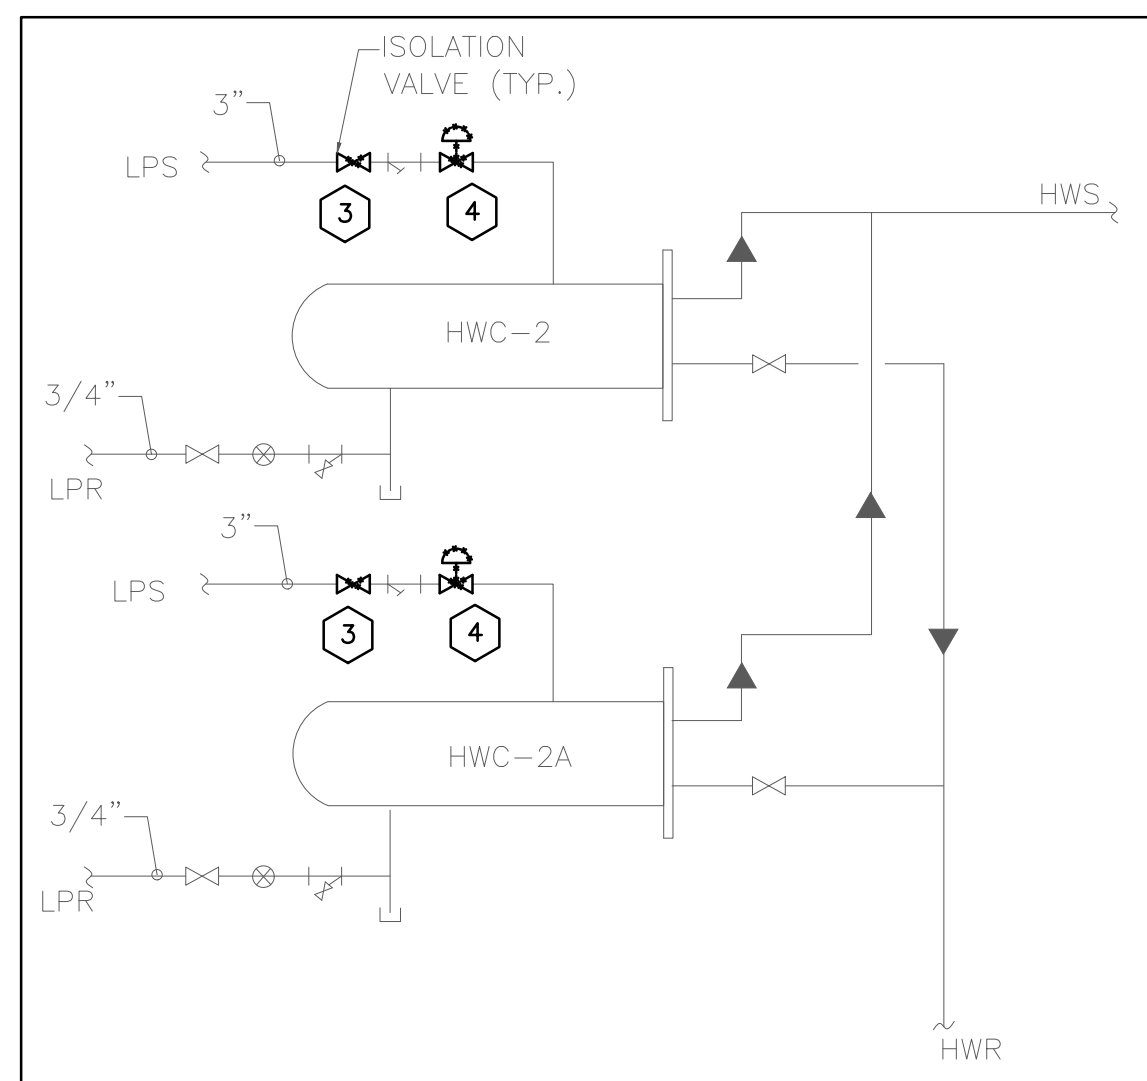 ISOLATION
VALVE (TYP.)
3”
LPS
3
4
HWS
HWC-2
3/4”
LPR
3”
LPS
3
4
HWC-2A
3/4”
LPR
HWR